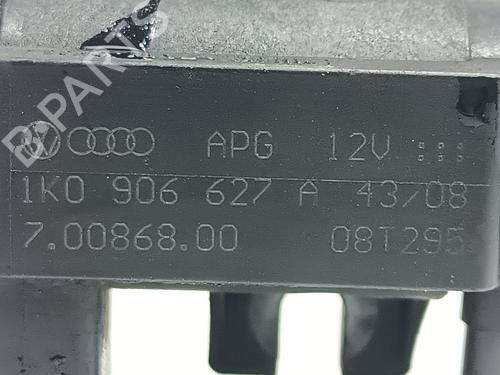 B-PARTS
APG 12V
1K0 906 627 A 43/08
7.00868.00 08T295